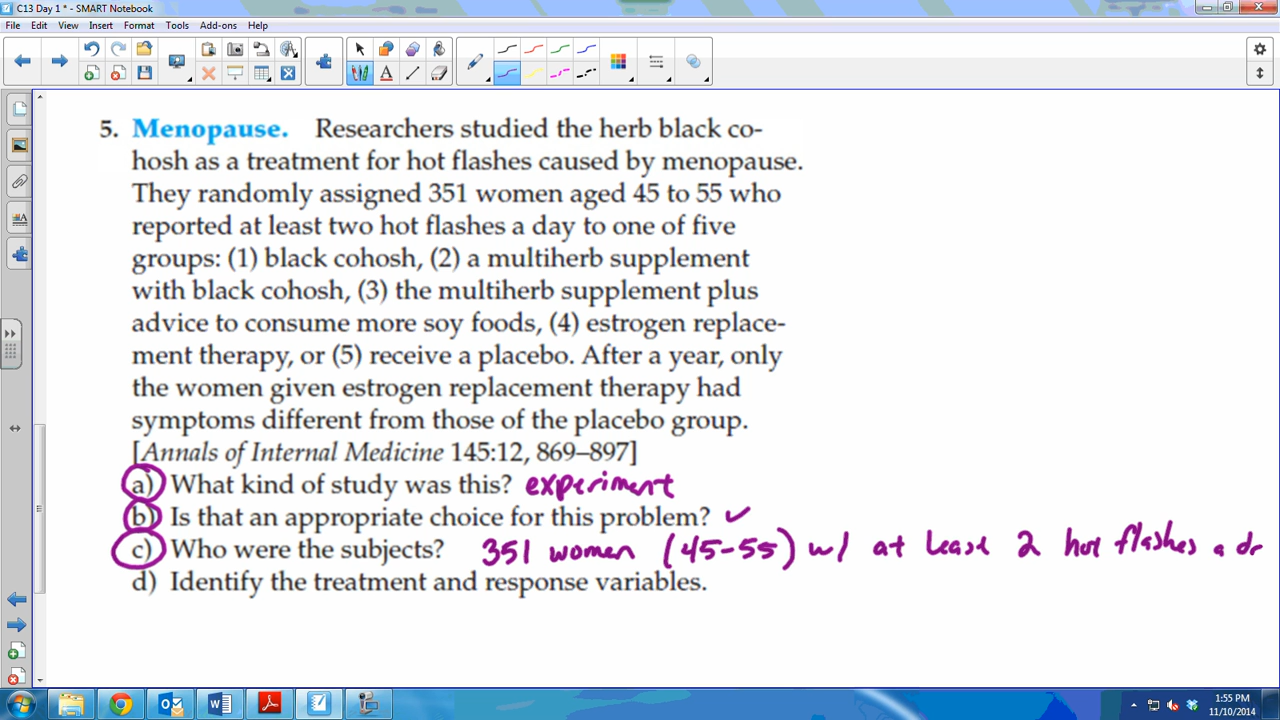 C13 Day 1 * - SMART Notebook
File Edit View Insert Format Tools Add-ons Help
5. Menopause. Researchers studied the herb black co-
hosh as a treatment for hot flashes caused by menopause.
They randomly assigned 351 women aged 45 to 55 who
reported at least two hot flashes a day to one of five
groups: (1) black cohosh, (2) a multiherb supplement
with black cohosh, (3) the multiherb supplement plus
advice to consume more soy foods, (4) estrogen replace-
ment therapy, or (5) receive a placebo. After a year, only
the women given estrogen replacement therapy had
symptoms different from those of the placebo group.
[Annals of Internal Medicine 145:12, 869–897]
a) What kind of study was this? experiment
b) Is that an appropriate choice for this problem? ✓
c) Who were the subjects? 351 women (45-55) w/ at least 2 hot flashes a
d) Identify the treatment and response variables.
1:55 PM
11/10/2014